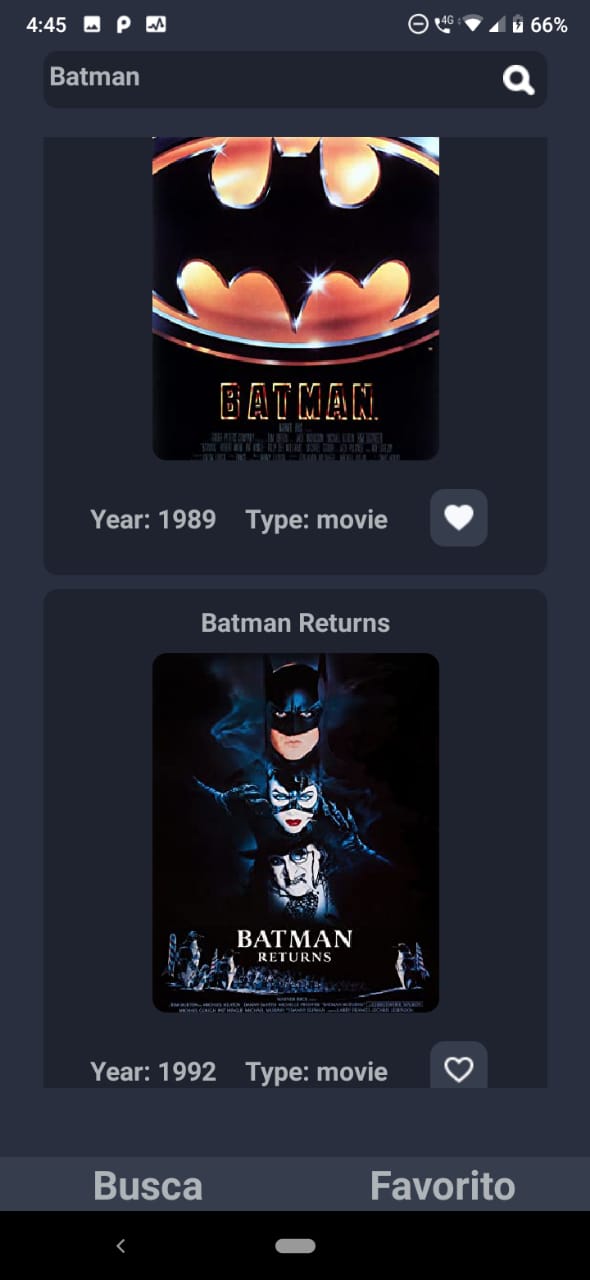 4:45
4G
66%
Batman
BATMAN
Year: 1989 Type: movie
Batman Returns
BATMAN
RETURNS
Year: 1992 Type: movie
Busca Favorito